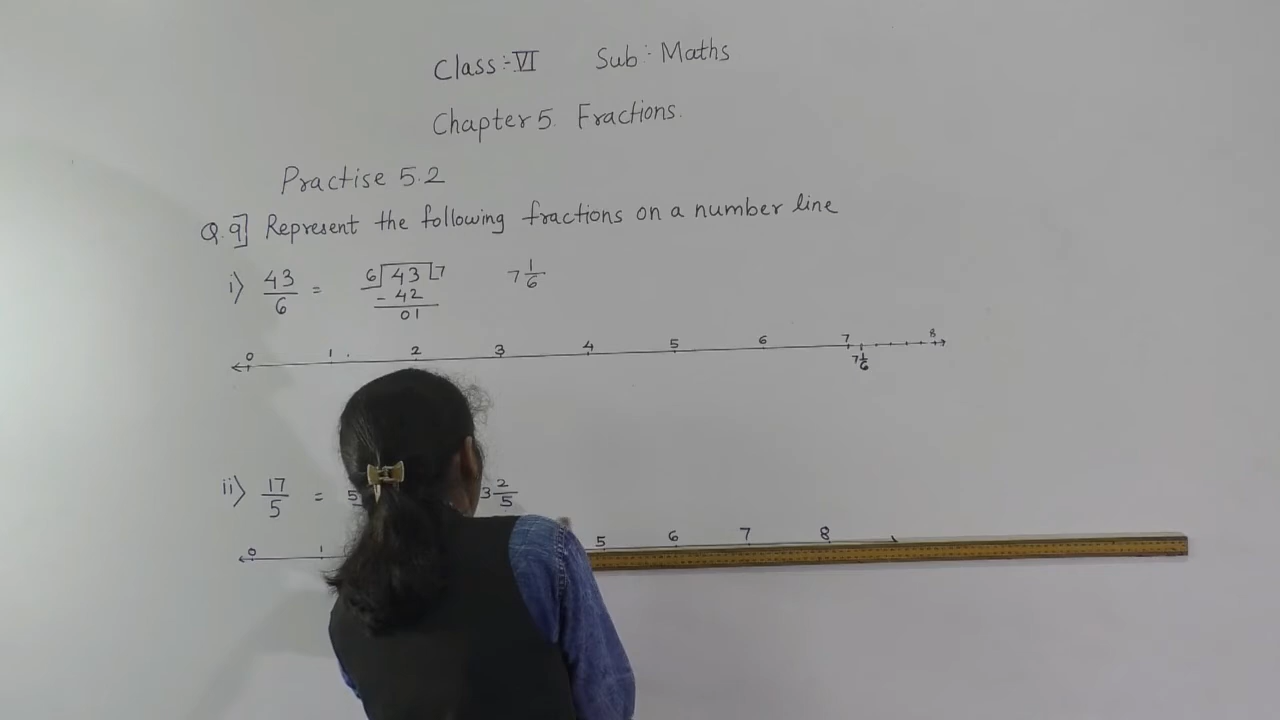 Class:- VI Sub:- Maths
Chapter 5. Fractions.
Practise 5.2
Q.9] Represent the following fractions on a number line
i) 43/6 = 6)43(7 7 1/6
- 42
01
0 1 2 3 4 5 6 7 8
7 1/6
ii) 17/5 = 5 3 2/5
0 1 5 6 7 8